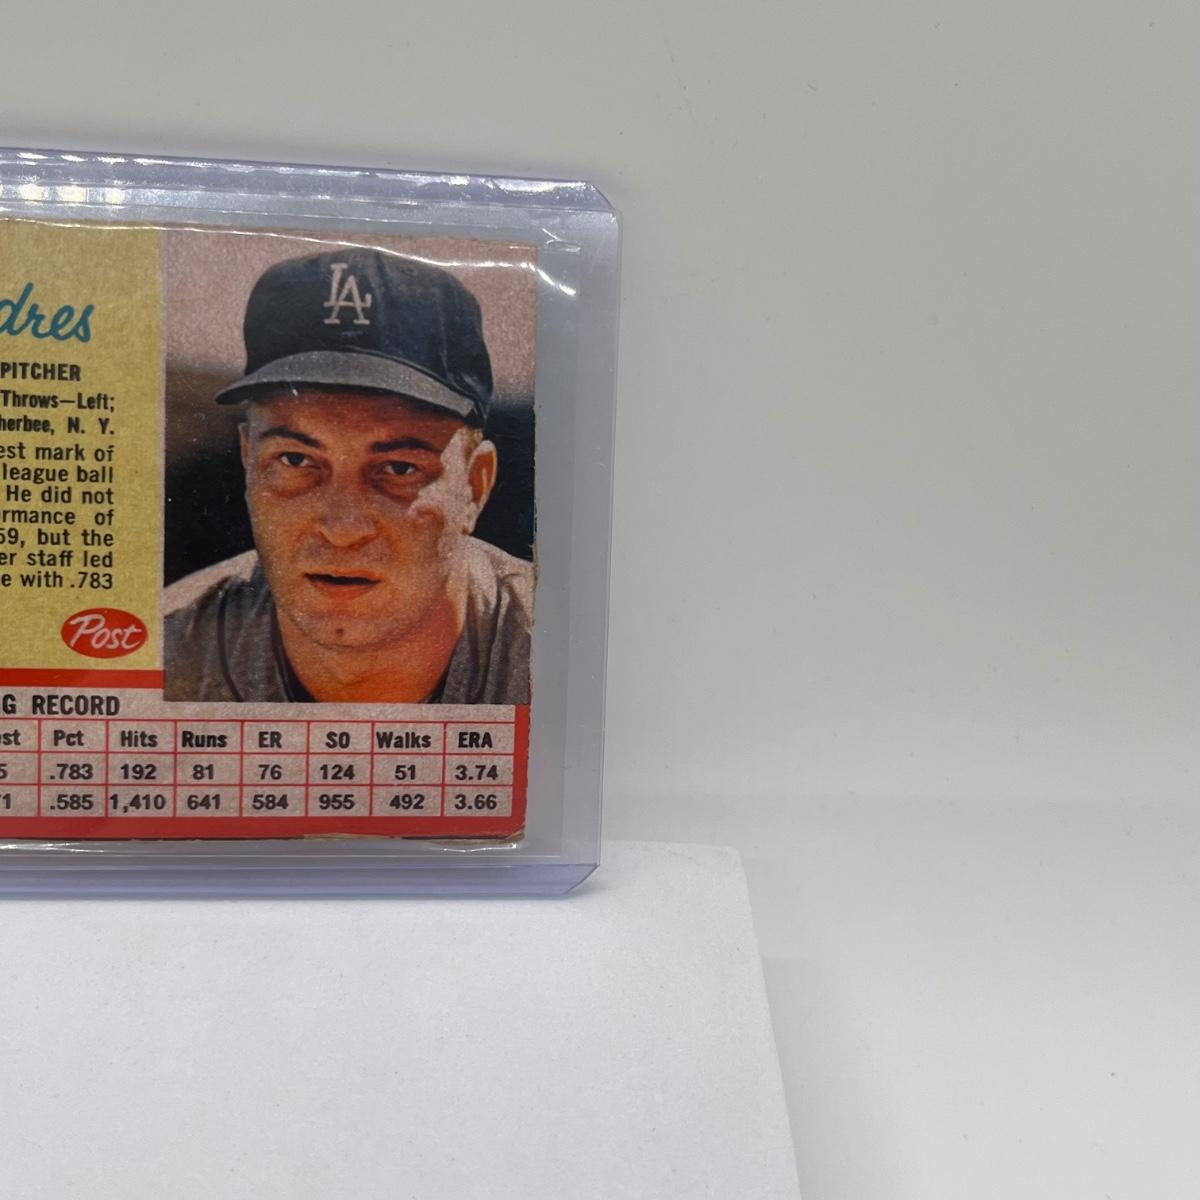 LA
dres
PITCHER
Throws—Left;
herbee, N. Y.
est mark of
league ball
He did not
rmance of
59, but the
er staff led
e with .783
Post
G RECORD
st Pct Hits Runs ER SO Walks ERA
5 .783 192 81 76 124 51 3.74
71 .585 1,410 641 584 955 492 3.66